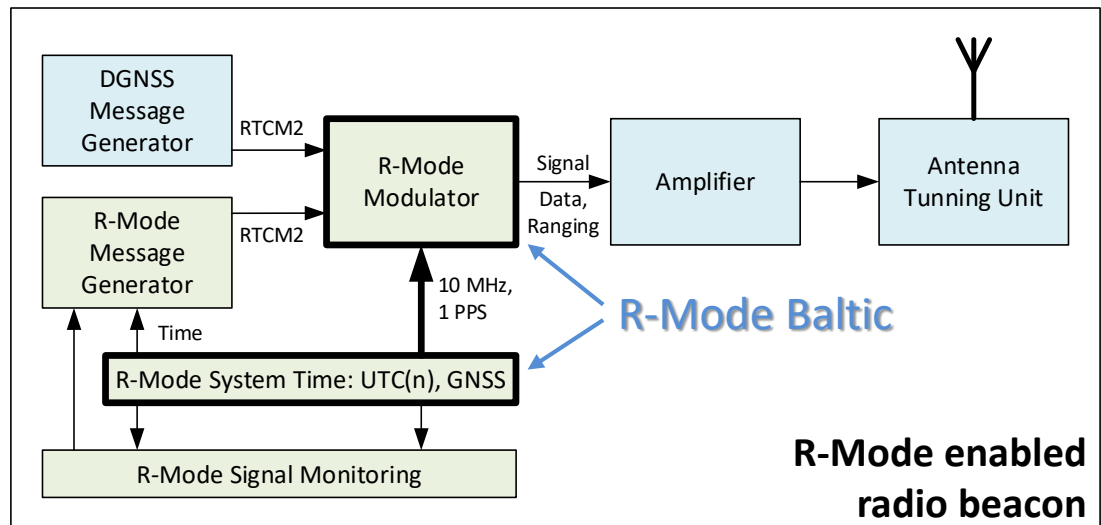 DGNSS
Message
Generator
RTCM2
R-Mode
Modulator
Signal
Data,
Ranging
Amplifier
Antenna
Tunning Unit
R-Mode
Message
Generator
RTCM2
10 MHz,
1 PPS
R-Mode Baltic
Time
R-Mode System Time: UTC(n), GNSS
R-Mode Signal Monitoring
R-Mode enabled
radio beacon